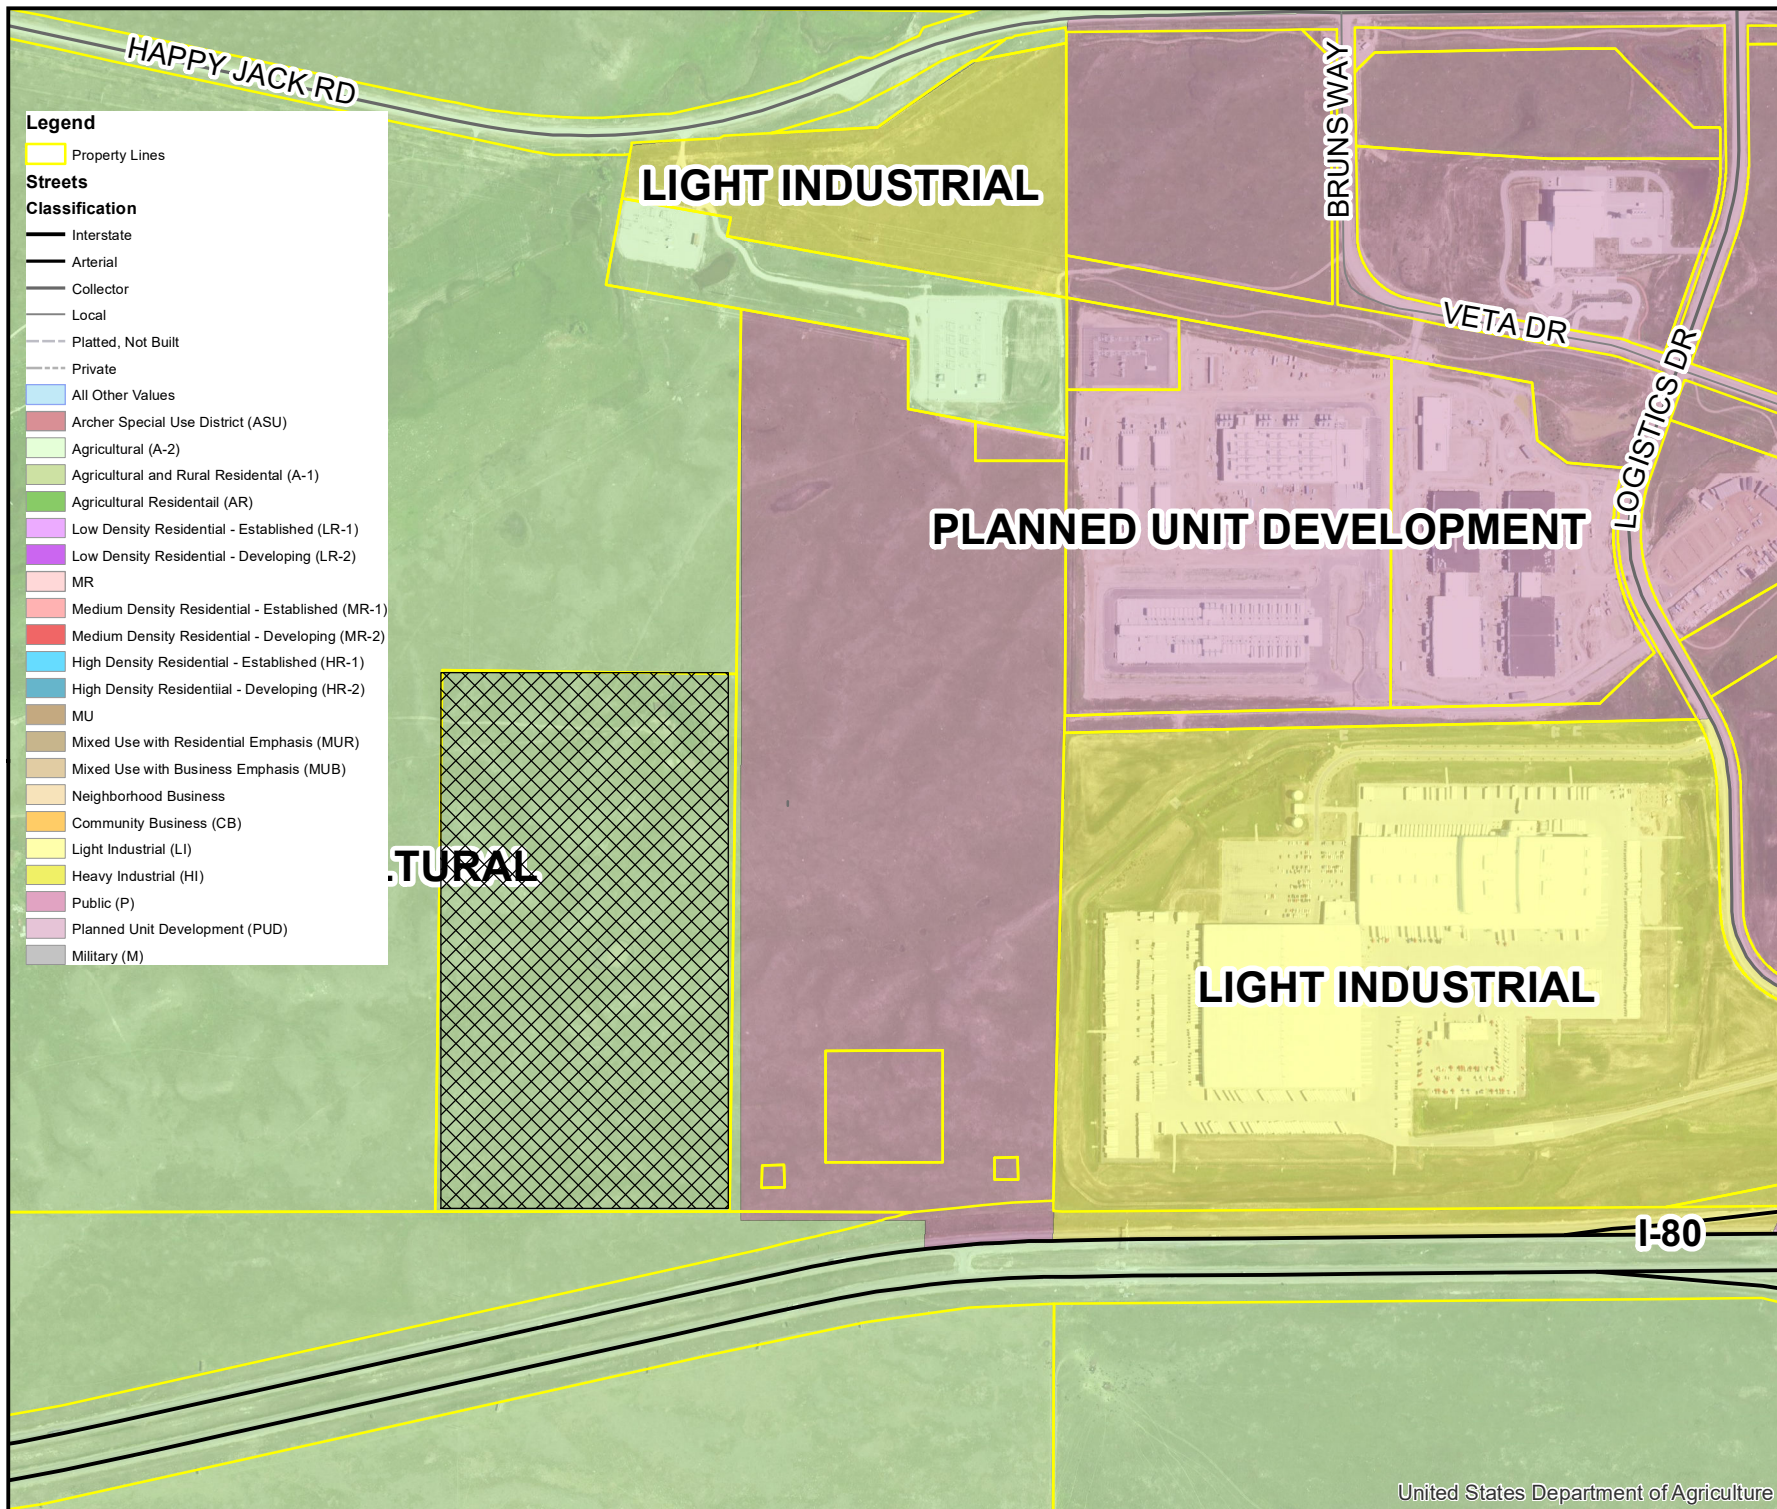 HAPPY JACK RD
BRUNS WAY
Legend
Property Lines
Streets
Classification
Interstate
Arterial
Collector
Local
Platted, Not Built
Private
All Other Values
Archer Special Use District (ASU)
Agricultural (A-2)
Agricultural and Rural Residental (A-1)
Agricultural Residentail (AR)
Low Density Residential - Established (LR-1)
Low Density Residential - Developing (LR-2)
MR
Medium Density Residential - Established (MR-1)
Medium Density Residential - Developing (MR-2)
High Density Residential - Established (HR-1)
High Density Residentiial - Developing (HR-2)
MU
Mixed Use with Residential Emphasis (MUR)
Mixed Use with Business Emphasis (MUB)
Neighborhood Business
Community Business (CB)
Light Industrial (LI)
Heavy Industrial (HI)
Public (P)
Planned Unit Development (PUD)
Military (M)
LIGHT INDUSTRIAL
VETA DR
LOGISTICS DR
PLANNED UNIT DEVELOPMENT
LTURAL
LIGHT INDUSTRIAL
I-80
United States Department of Agriculture